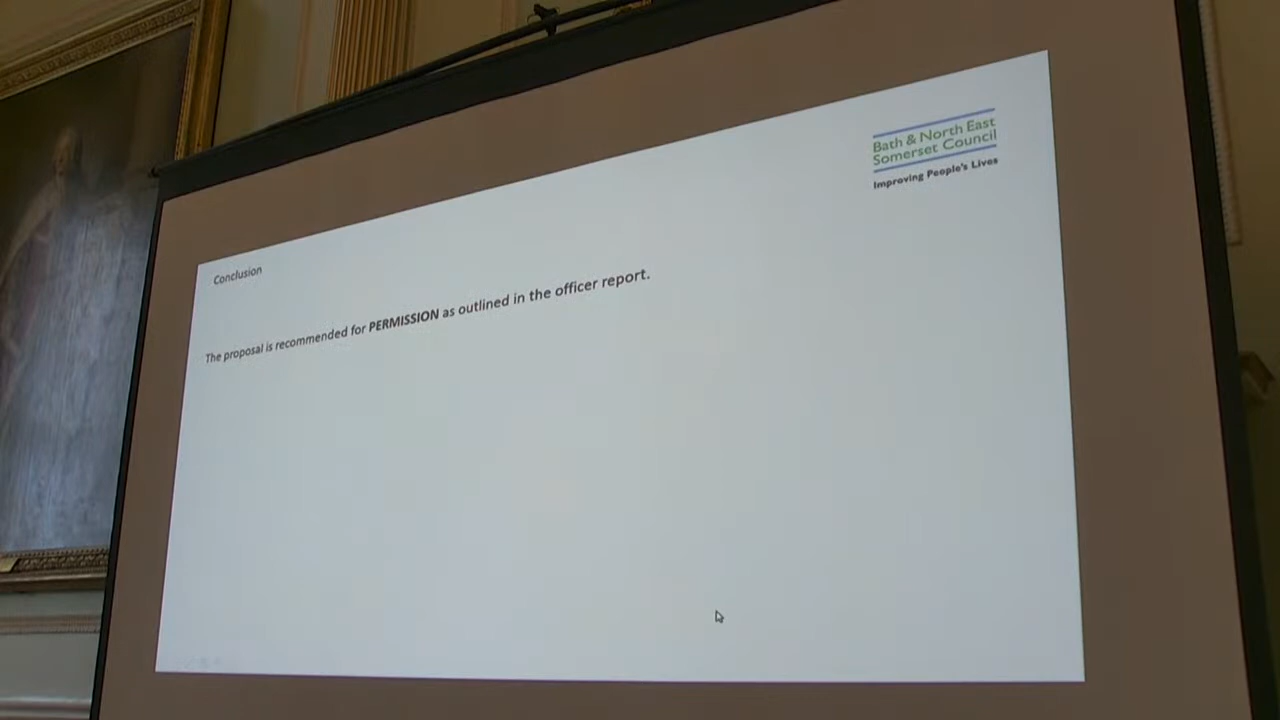 Bath & North East
Somerset Council
Improving People's Lives
Conclusion
The proposal is recommended for PERMISSION as outlined in the officer report.